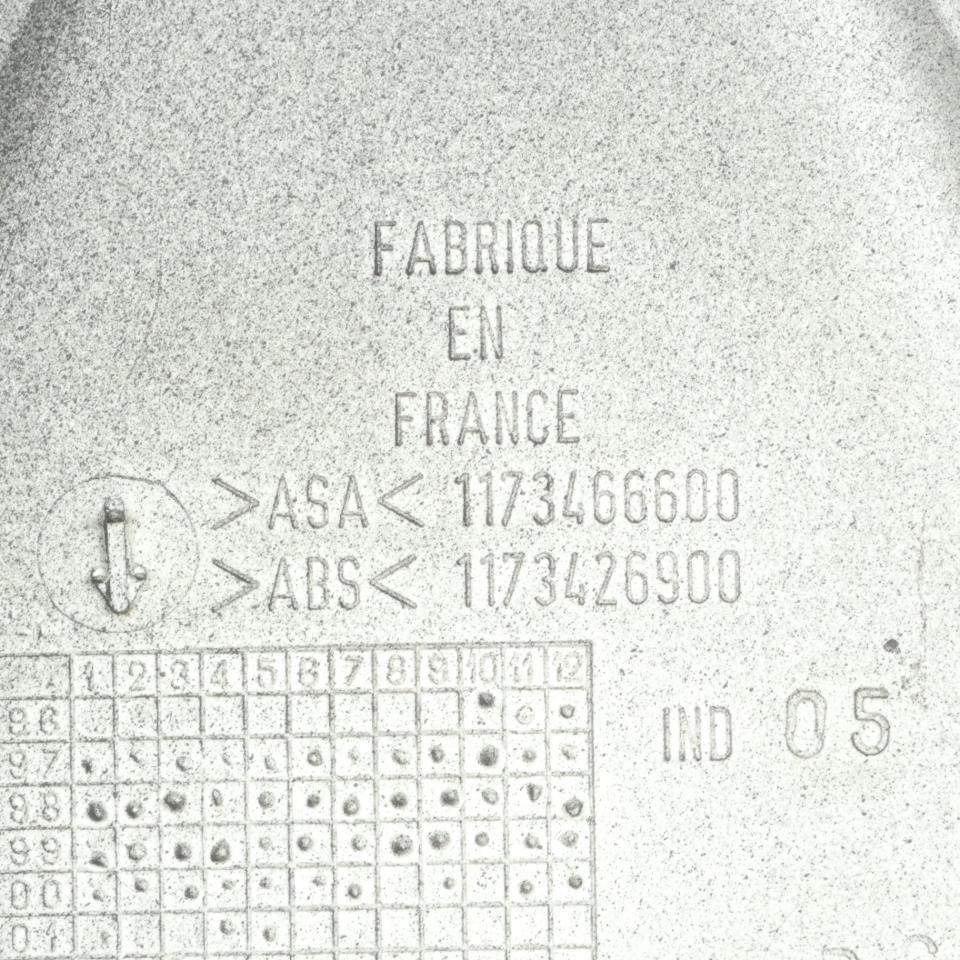 FABRIQUE
EN
FRANCE
>ASA< 1173466600
>ABS< 1173426900
1 2 3 4 5 6 7 8 9 10 11 12
96
97
98
99
00
01
IND 05